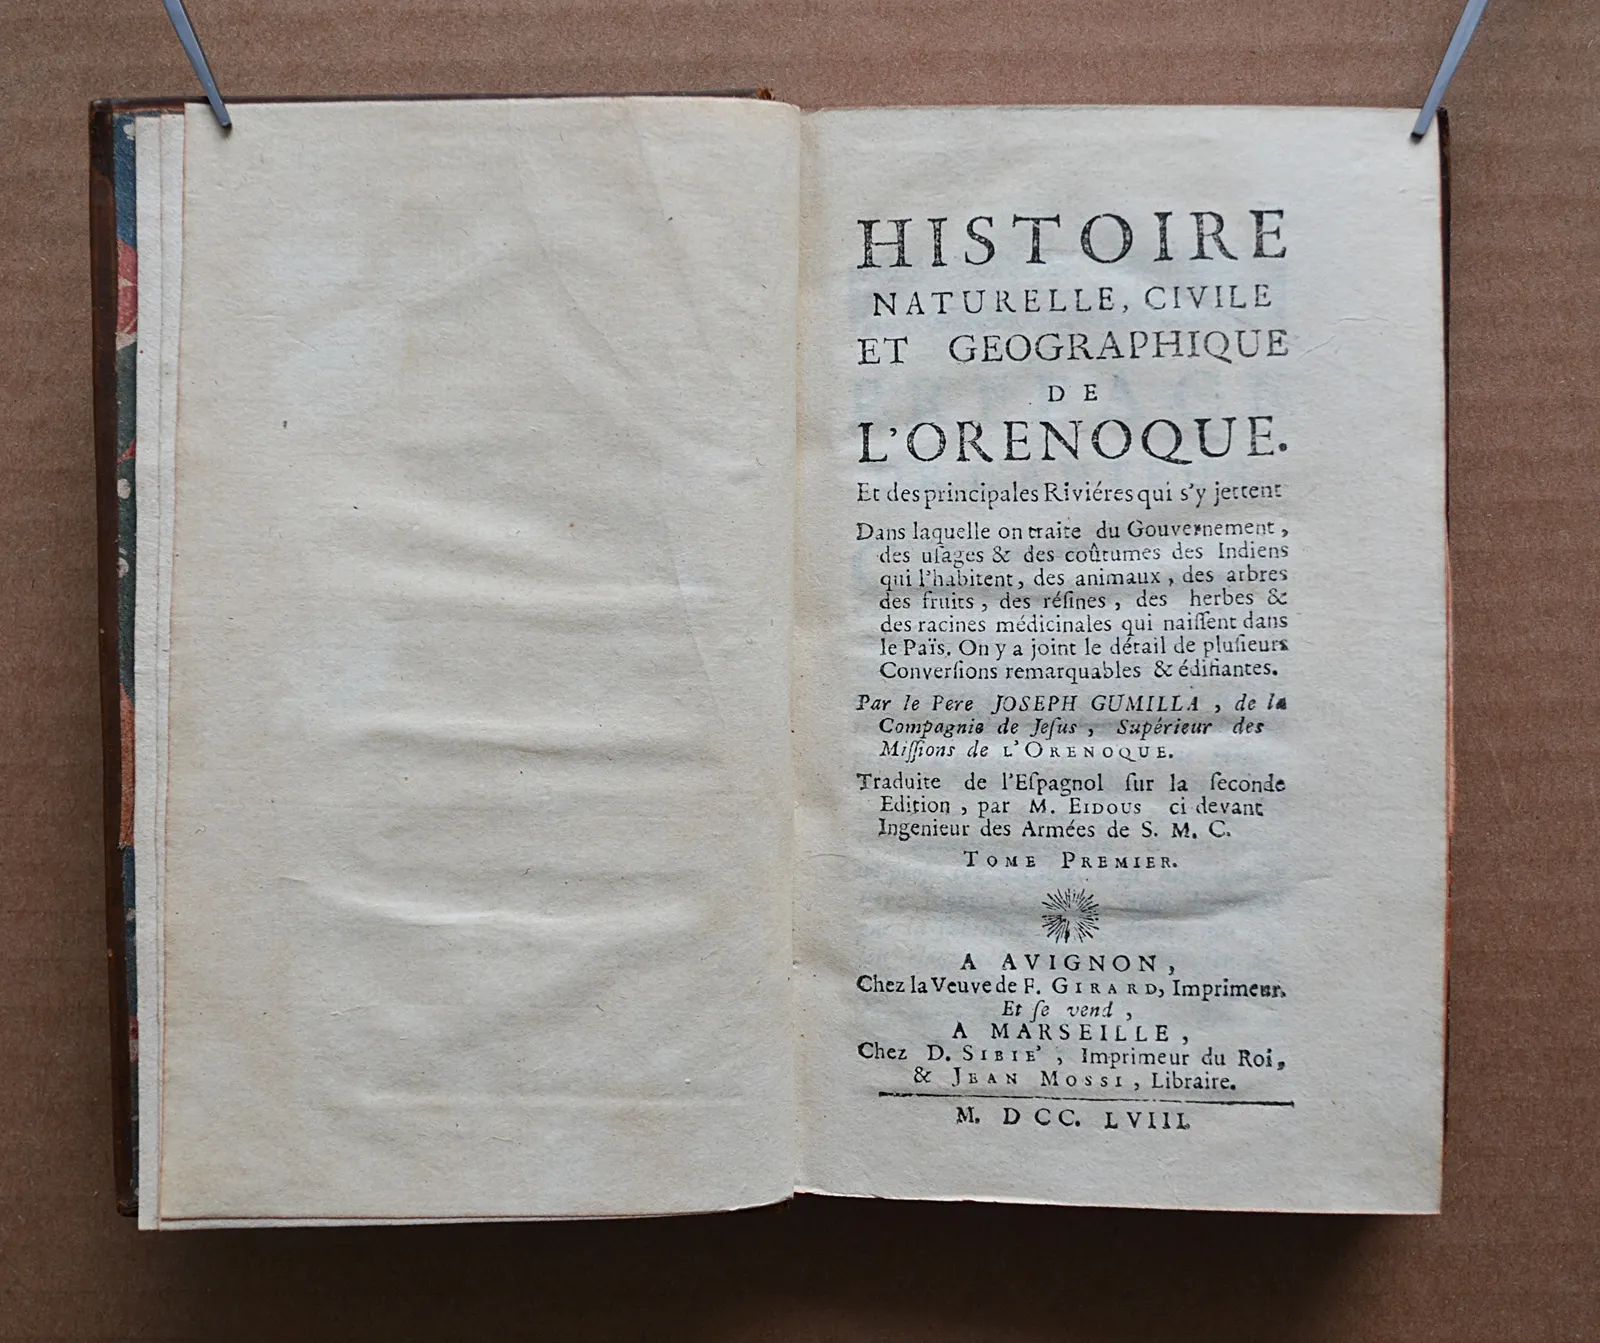 HISTOIRE
NATURELLE, CIVILE
ET GEOGRAPHIQUE
DE
L'ORENOQUE.
Et des principales Riviéres qui s'y jettent
Dans laquelle on traite du Gouvernement,
des uſages & des coûtumes des Indiens
qui l'habitent, des animaux, des arbres
des fruits, des réſines, des herbes &
des racines médicinales qui naiſſent dans
le Païs. On y a joint le détail de pluſieurs
Converſions remarquables & édifiantes.
Par le Pere JOSEPH GUMILLA, de la
Compagnie de Jeſus, Supérieur des
Miſſions de L'ORENOQUE.
Traduite de l'Eſpagnol ſur la ſeconde
Edition, par M. EIDOUS ci devant
Ingenieur des Armées de S. M. C.
TOME PREMIER.
A AVIGNON,
Chez la Veuve de F. GIRARD, Imprimeur.
Et ſe vend,
A MARSEILLE,
Chez D. SIBIE', Imprimeur du Roi,
& JEAN MOSSI, Libraire.
M. DCC. LVIII.